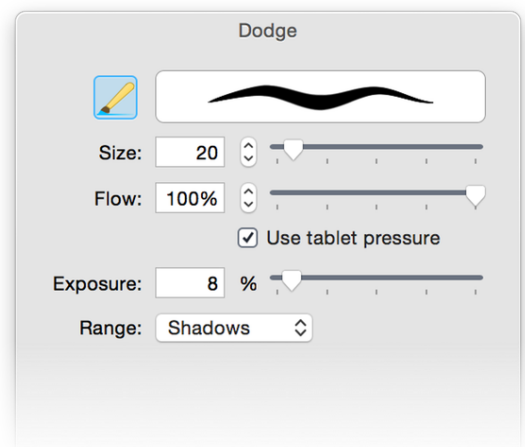 Dodge
Size: 20
Flow: 100%
Use tablet pressure
Exposure: 8 %
Range: Shadows